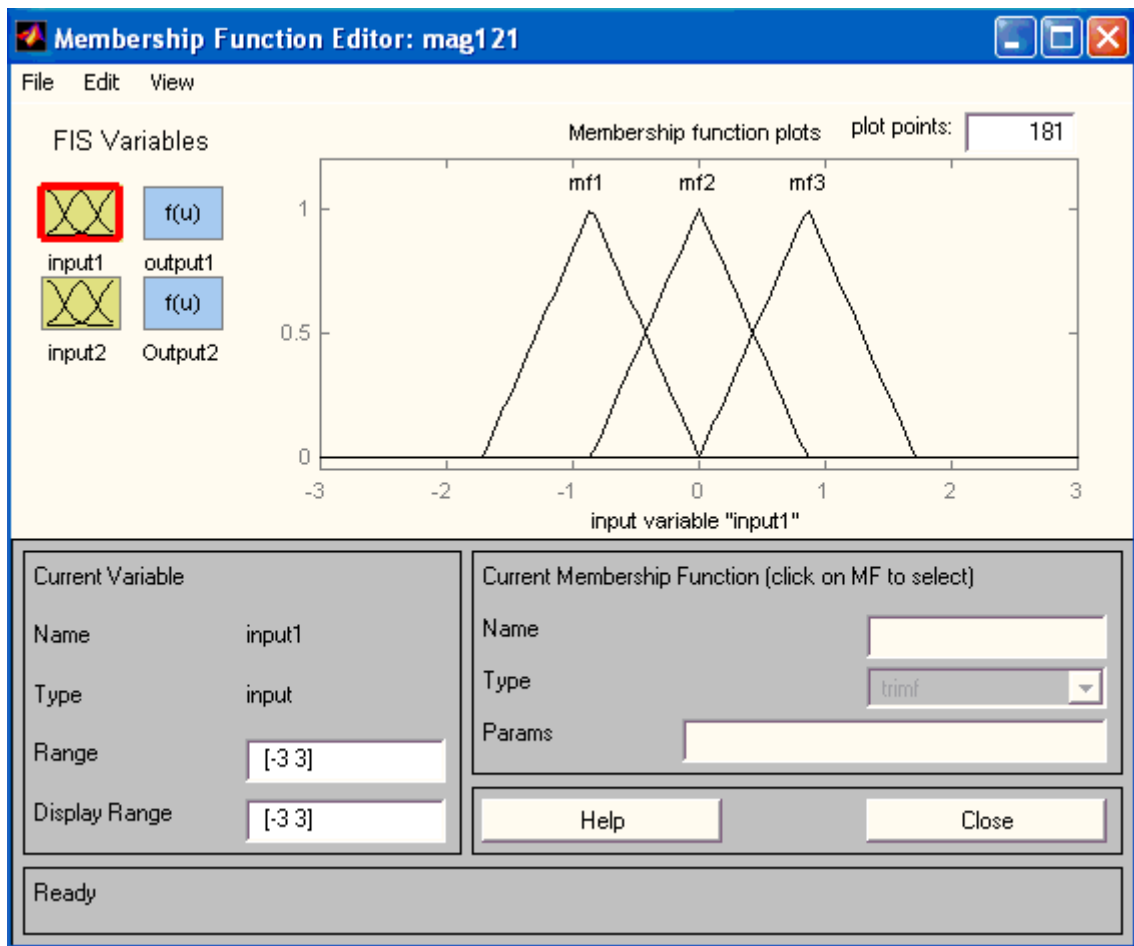 Membership Function Editor: mag121
File Edit View
FIS Variables
Membership function plots plot points: 181
mf1 mf2 mf3
f(u)
input1 output1
f(u)
input2 Output2
1
0.5
0
-3 -2 -1 0 1 2 3
input variable "input1"
Current Variable
Name input1
Type input
Range [-3 3]
Display Range [-3 3]
Current Membership Function (click on MF to select)
Name
Type trimf
Params
Help Close
Ready